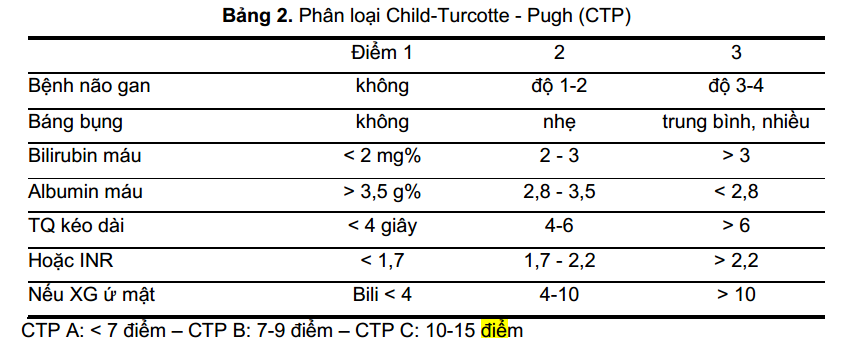 Bảng 2. Phân loại Child-Turcotte - Pugh (CTP)
Điểm 1 2 3
Bệnh não gan không độ 1-2 độ 3-4
Báng bụng không nhẹ trung bình, nhiều
Bilirubin máu < 2 mg% 2 - 3 > 3
Albumin máu > 3,5 g% 2,8 - 3,5 < 2,8
TQ kéo dài < 4 giây 4-6 > 6
Hoặc INR < 1,7 1,7 - 2,2 > 2,2
Nếu XG ứ mật Bili < 4 4-10 > 10
CTP A: < 7 điểm – CTP B: 7-9 điểm – CTP C: 10-15 điểm